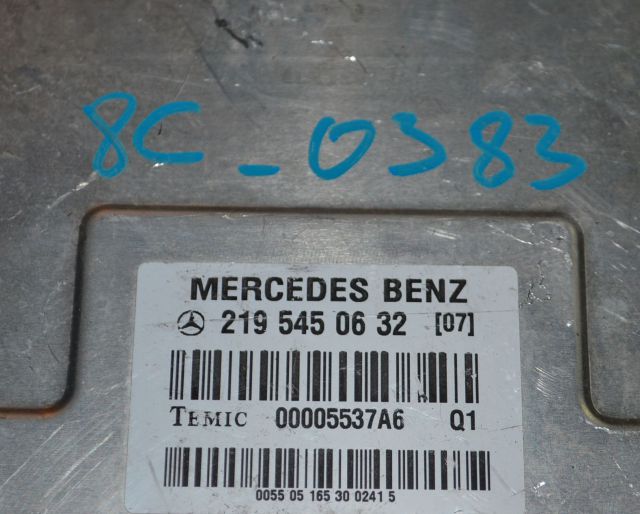 8C_0383
MERCEDES BENZ
219 545 06 32 [07]
TEMIC 00005537A6 Q1
0055 05 165 30 0241 5